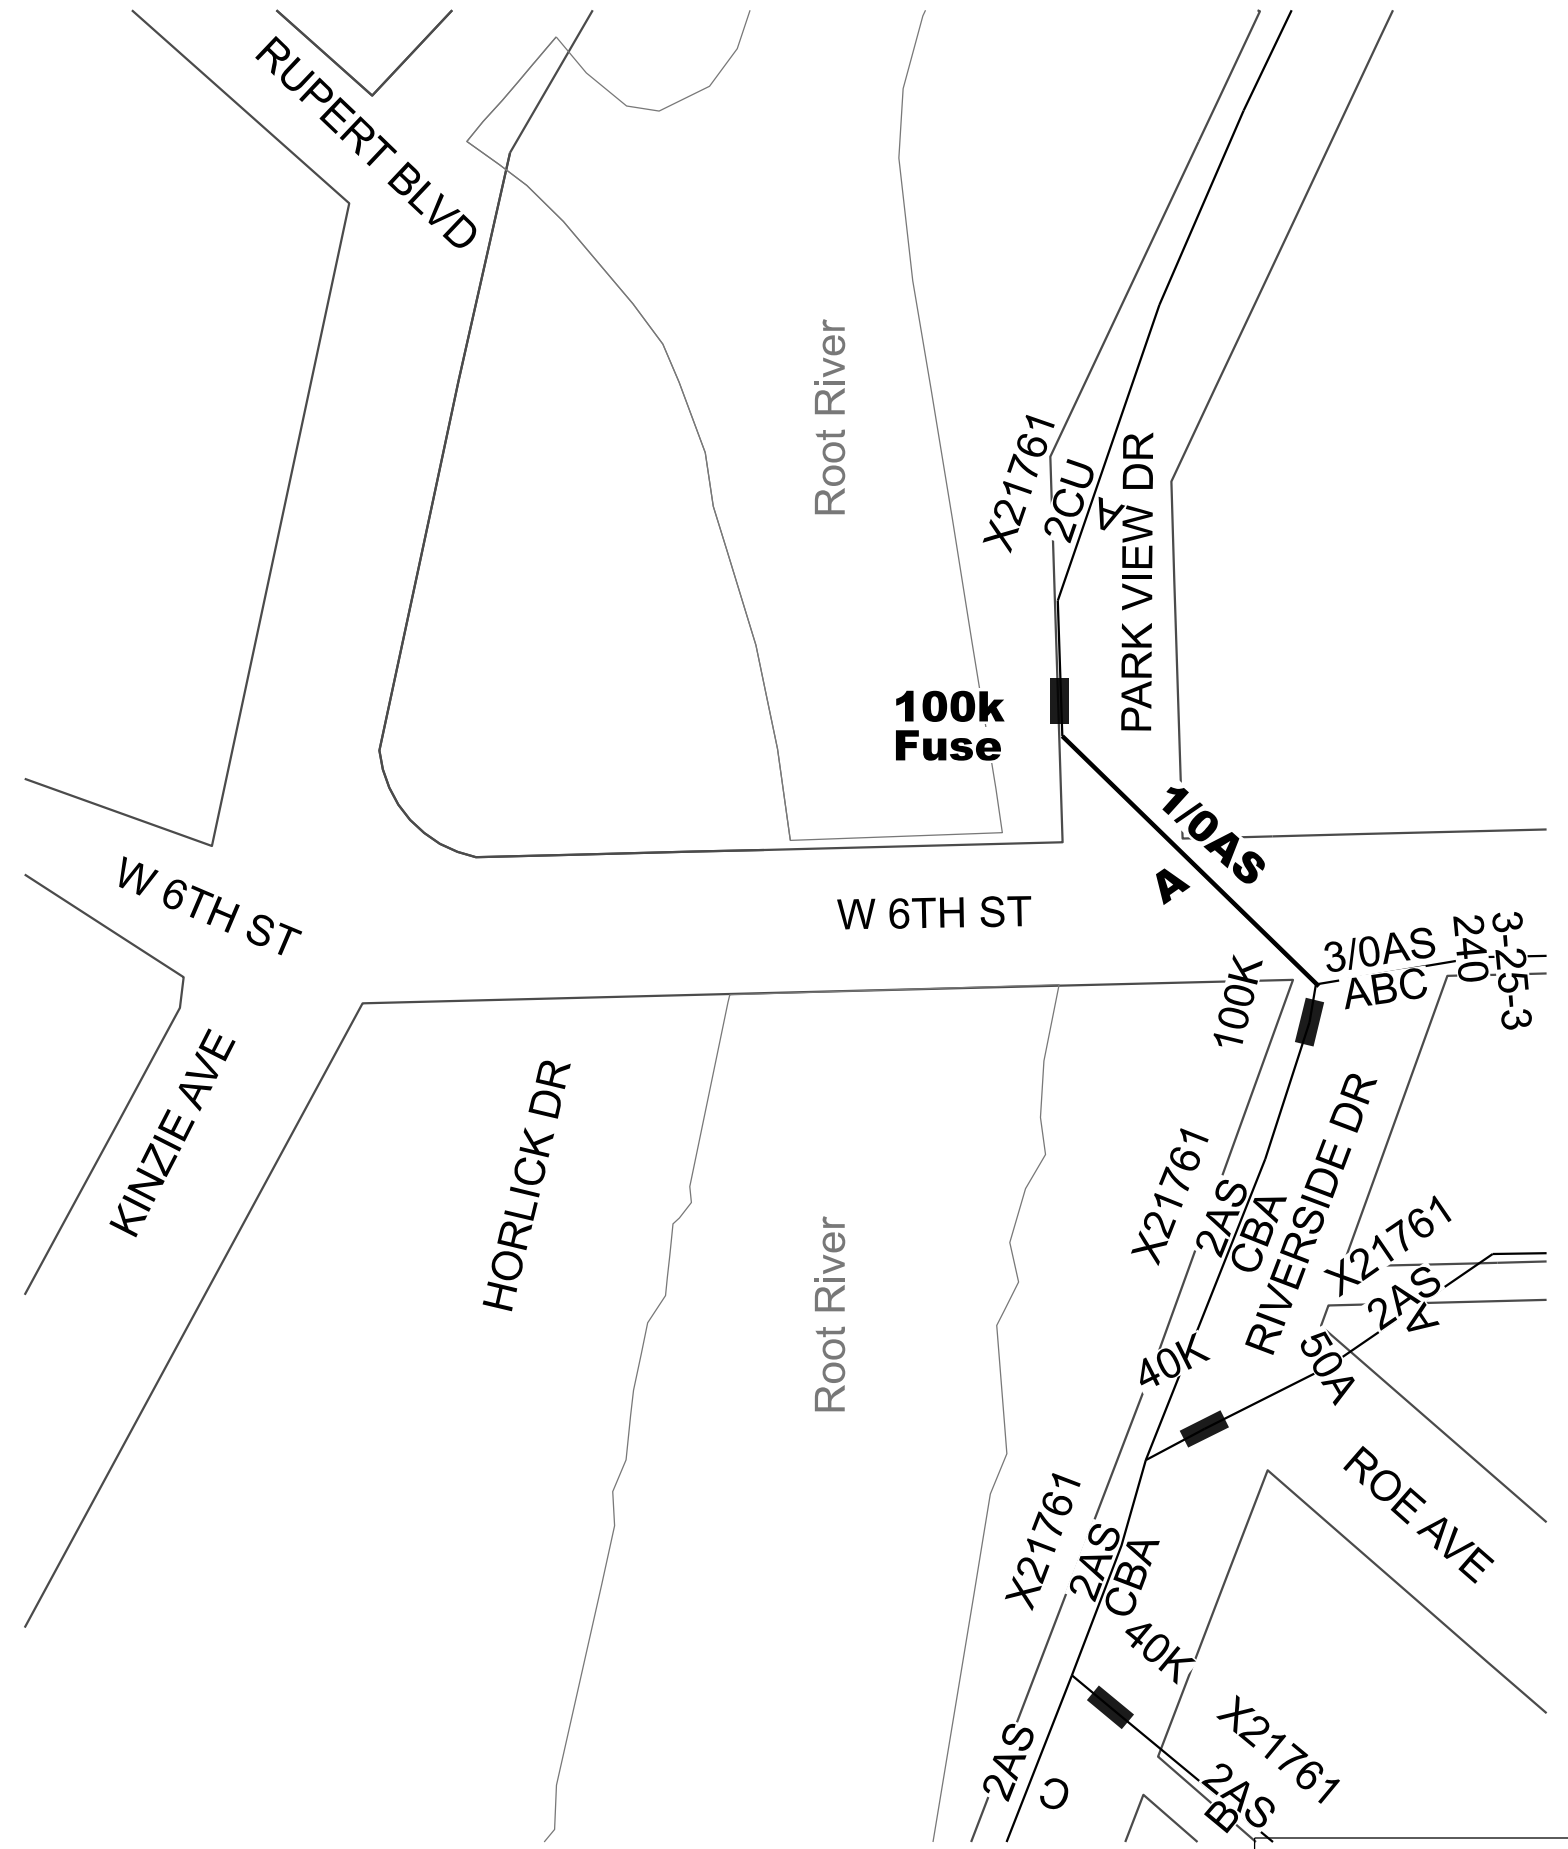 RUPERT BLVD
Root River
X21761
2CU
A
PARK VIEW DR
100k
Fuse
1/0AS
A
W 6TH ST
W 6TH ST
3/0AS
ABC
240
3-25-3
100K
KINZIE AVE
HORLICK DR
X21761
2AS
CBA
RIVERSIDE DR
X21761
2AS
A
Root River
40K
50A
ROE AVE
X21761
2AS
CBA
40K
X21761
2AS
B
2AS
C